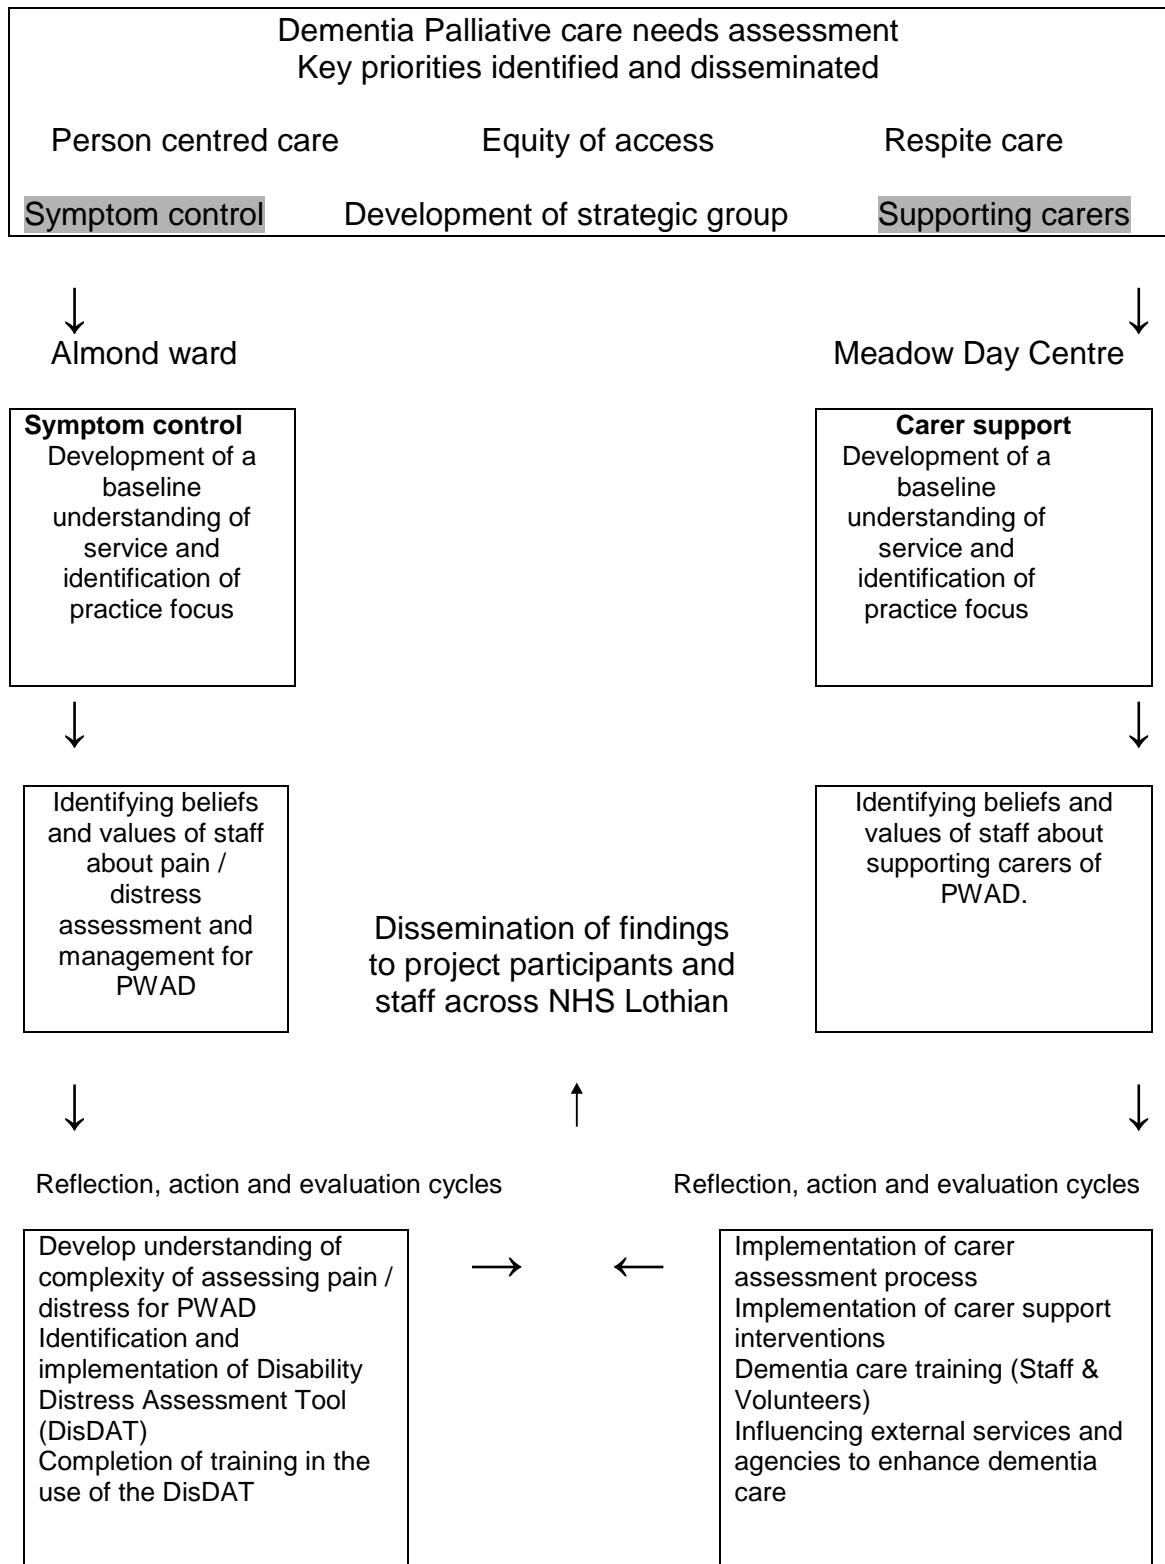 Dementia Palliative care needs assessment
Key priorities identified and disseminated
Person centred care Equity of access Respite care
Symptom control Development of strategic group Supporting carers
↓ ↓
Almond ward Meadow Day Centre
Symptom control
Development of a
baseline
understanding of
service and
identification of
practice focus
Carer support
Development of a
baseline
understanding of
service and
identification of
practice focus
↓ ↓
Identifying beliefs
and values of staff
about pain /
distress
assessment and
management for
PWAD
Dissemination of findings
to project participants and
staff across NHS Lothian
Identifying beliefs and
values of staff about
supporting carers of
PWAD.
↓ ↑ ↓
Reflection, action and evaluation cycles Reflection, action and evaluation cycles
Develop understanding of
complexity of assessing pain /
distress for PWAD
Identification and
implementation of Disability
Distress Assessment Tool
(DisDAT)
Completion of training in the
use of the DisDAT
→ ←
Implementation of carer
assessment process
Implementation of carer support
interventions
Dementia care training (Staff &
Volunteers)
Influencing external services and
agencies to enhance dementia
care